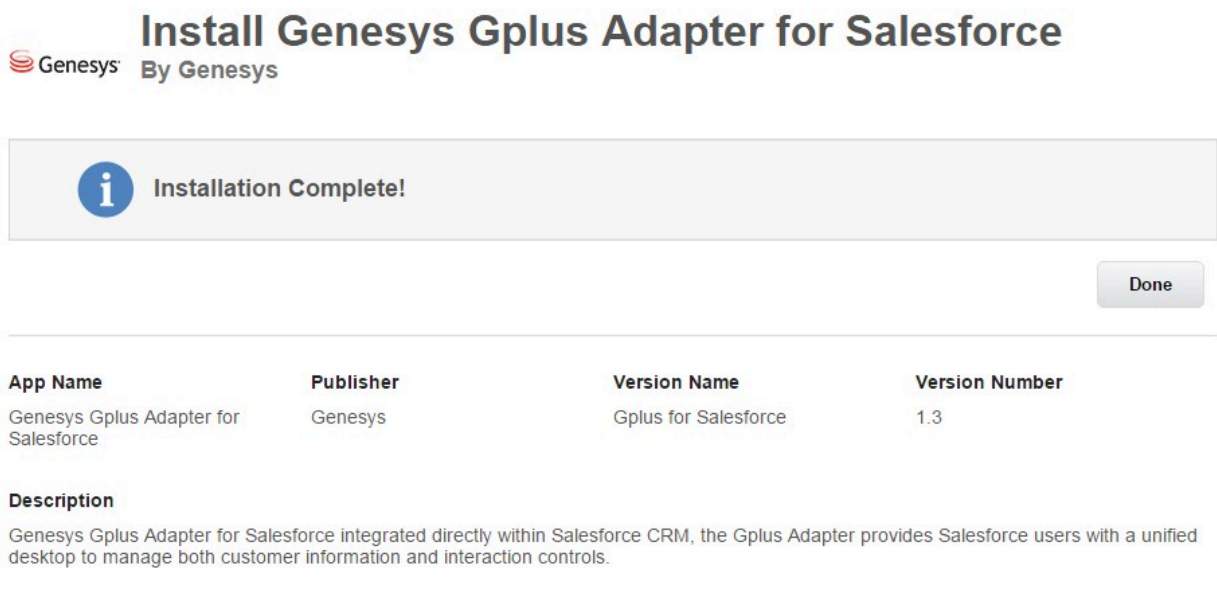 Install Genesys Gplus Adapter for Salesforce
Genesys
By Genesys
Installation Complete!
Done
App Name
Publisher
Version Name
Version Number
Genesys Gplus Adapter for
Salesforce
Genesys
Gplus for Salesforce
1.3
Description
Genesys Gplus Adapter for Salesforce integrated directly within Salesforce CRM, the Gplus Adapter provides Salesforce users with a unified
desktop to manage both customer information and interaction controls.